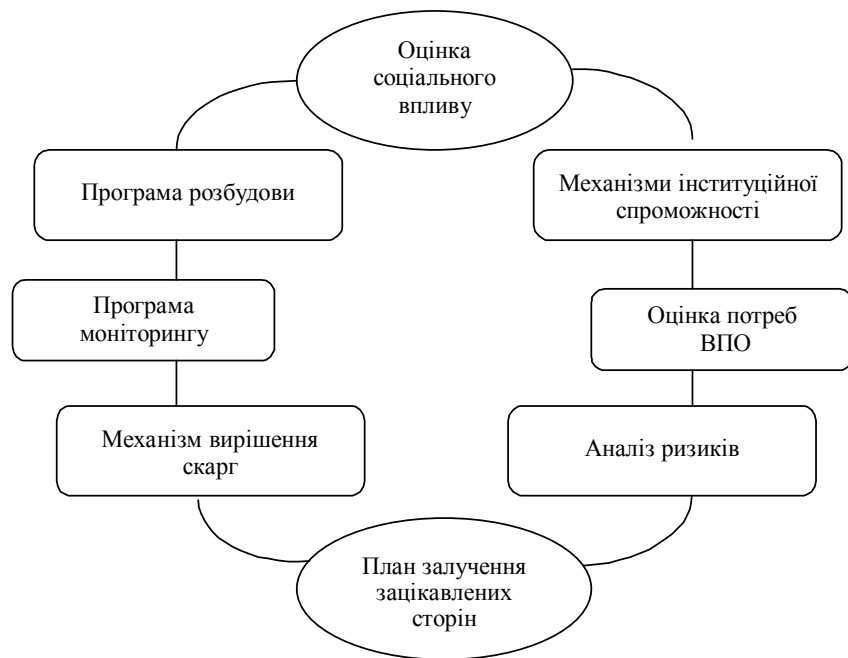 Оцінка
соціального
впливу
Програма розбудови
Механізми інституційної
спроможності
Програма
моніторингу
Оцінка потреб
ВПО
Механізм вирішення
скарг
Аналіз ризиків
План залучення
зацікавлених
сторін